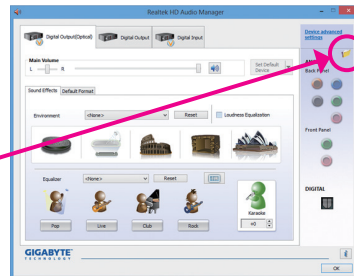 Realtek HD Audio Manager
Digital Output(Optical)
Digital Output
Digital Input
Device advanced settings
Main Volume
L
R
Set Default Device
Back Panel
Sound Effects
Default Format
Environment
<None>
Reset
Loudness Equalization
Front Panel
Equalizer
<None>
Reset
Pop
Live
Club
Rock
Karaoke
+0
DIGITAL
GIGABYTE
TECHNOLOGY
OK